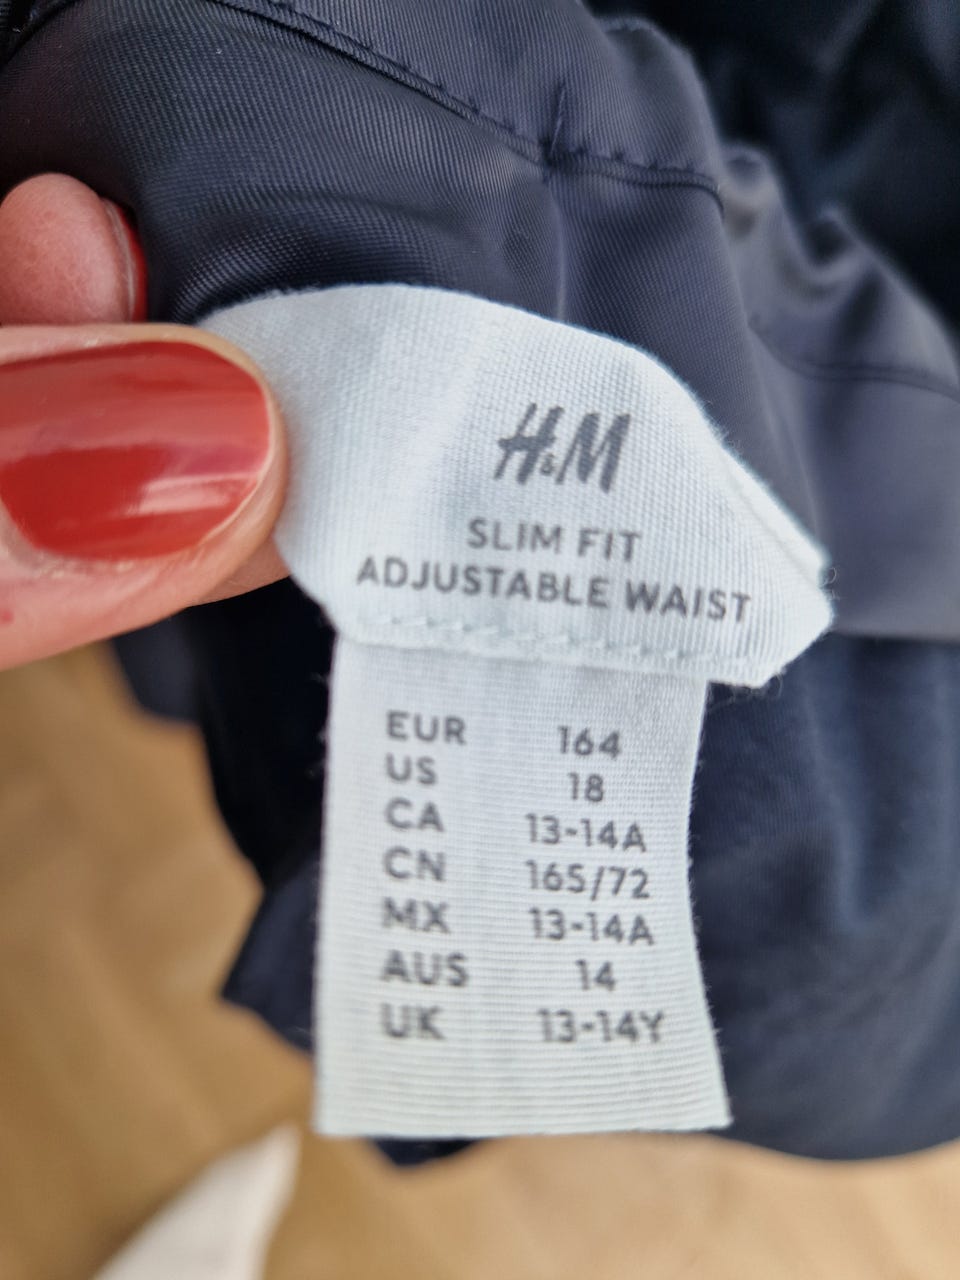 H&M
SLIM FIT
ADJUSTABLE WAIST
EUR 164
US 18
CA 13-14A
CN 165/72
MX 13-14A
AUS 14
UK 13-14Y